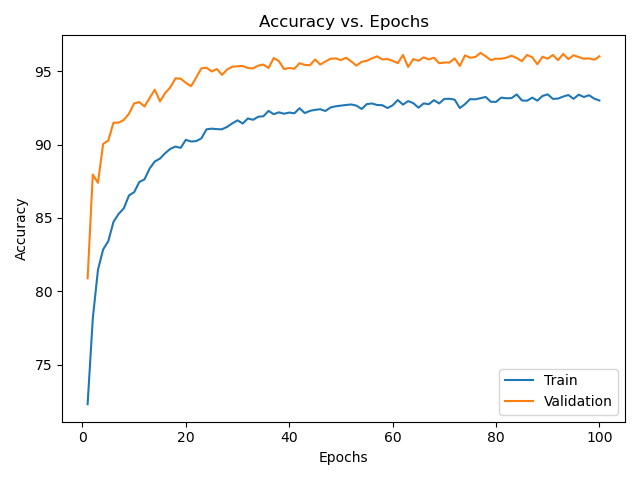 Accuracy vs. Epochs
95
90
85
80
75
Accuracy
0 20 40 60 80 100
Epochs
Train
Validation